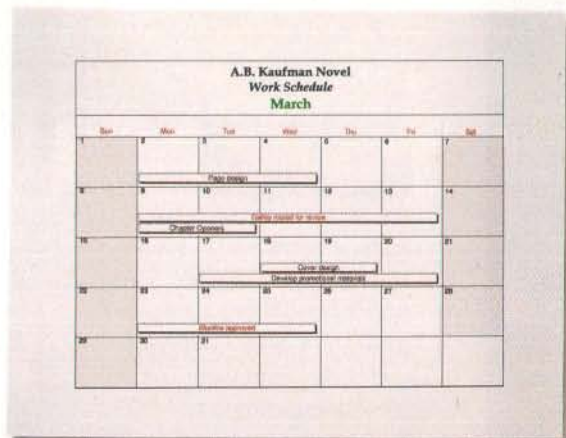 A.B. Kaufman Novel
Work Schedule
March
Sun Mon Tue Wed Thu Fri Sat
1 2 3 4 5 6 7
Page design
8 9 10 11 12 13 14
Galley copies for review
Chapter Openers
15 16 17 18 19 20 21
Cover design
Develop promotional materials
22 23 24 25 26 27 28
approved
29 30 31